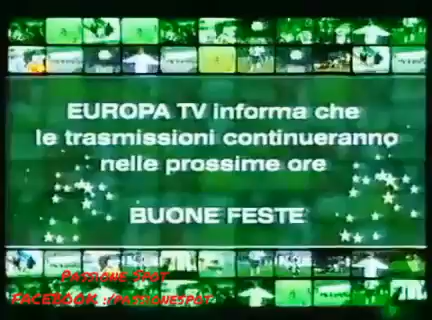 EUROPA TV informa che
le trasmissioni continueranno
nelle prossime ore
BUONE FESTE
Passione Spot
Facebook :/passionespot